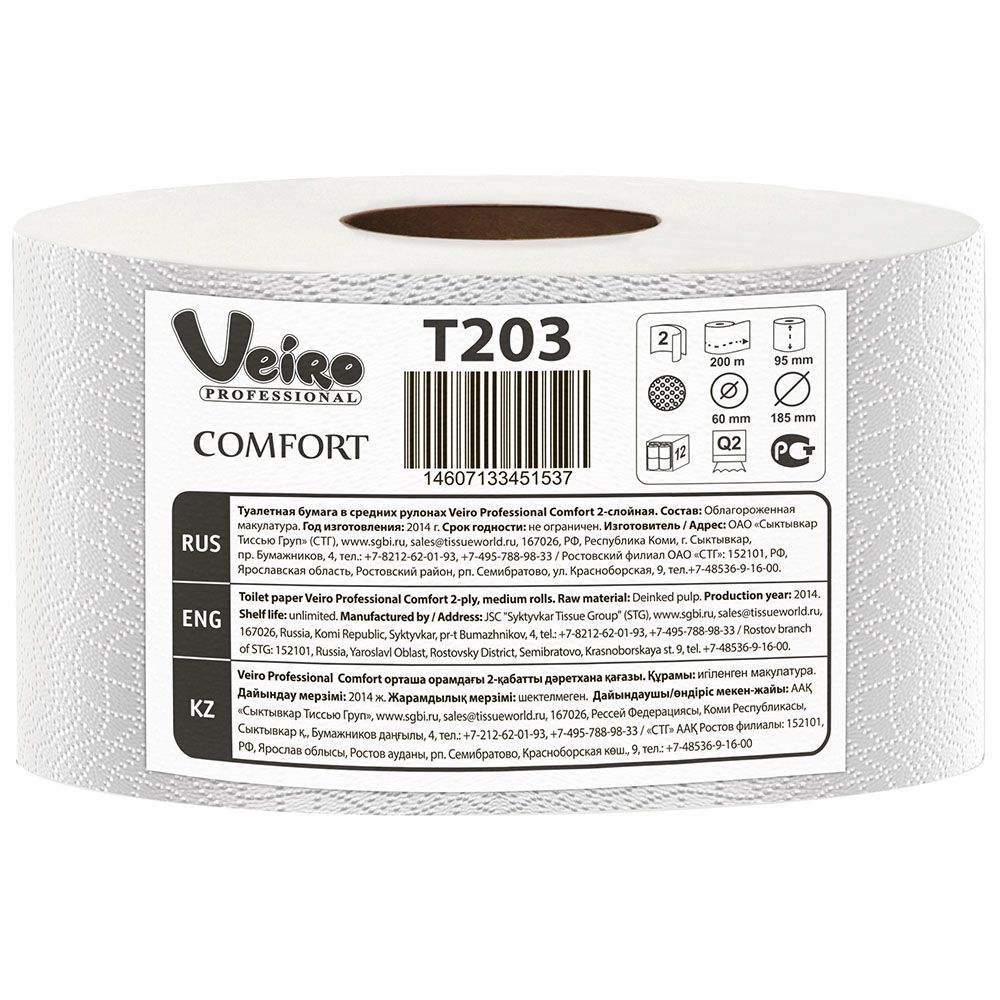 Veiro
PROFESSIONAL
COMFORT
T203
14607133451537
2
200 m
95 mm
60 mm
185 mm
12
Q2
РСТ
RUS
Туалетная бумага в средних рулонах Veiro Professional Comfort 2-слойная. Состав: Облагороженная
макулатура. Год изготовления: 2014 г. Срок годности: не ограничен. Изготовитель / Адрес: ОАО «Сыктывкар
Тиссью Груп» (СТГ), www.sgbi.ru, sales@tissueworld.ru, 167026, РФ, Республика Коми, г. Сыктывкар,
пр. Бумажников, 4, тел.: +7-8212-62-01-93, +7-495-788-98-33 / Ростовский филиал ОАО «СТГ»: 152101, РФ,
Ярославская область, Ростовский район, рп. Семибратово, ул. Красноборская, 9, тел.+7-48536-9-16-00.
ENG
Toilet paper Veiro Professional Comfort 2-ply, medium rolls. Raw material: Deinked pulp. Production year: 2014.
Shelf life: unlimited. Manufactured by / Address: JSC "Syktyvkar Tissue Group" (STG), www.sgbi.ru, sales@tissueworld.ru,
167026, Russia, Komi Republic, Syktyvkar, pr-t Bumazhnikov, 4, tel.: +7-8212-62-01-93, +7-495-788-98-33 / Rostov branch
of STG: 152101, Russia, Yaroslavl Oblast, Rostovsky District, Semibratovo, Krasnoborskaya st. 9, tel. +7-48536-9-16-00.
KZ
Veiro Professional Comfort орташа орамдағы 2-қабатты дәретхана қағазы. Құрамы: игіленген макулатура.
Дайындау мерзімі: 2014 ж. Жарамдылық мерзімі: шектелмеген. Дайындаушы/өндіріс мекен-жайы: ААҚ
«Сыктывкар Тиссью Груп», www.sgbi.ru, sales@tissueworld.ru, 167026, Рессей Федерациясы, Коми Республикасы,
Сыктывкар қ., Бумажников даңғылы, 4, тел.: +7-212-62-01-93, +7-495-788-98-33 / «СТГ» ААҚ Ростов филиалы: 152101,
РФ, Ярослав облысы, Ростов ауданы, рп. Семибратово, Красноборская көш., 9, тел.: +7-48536-9-16-00